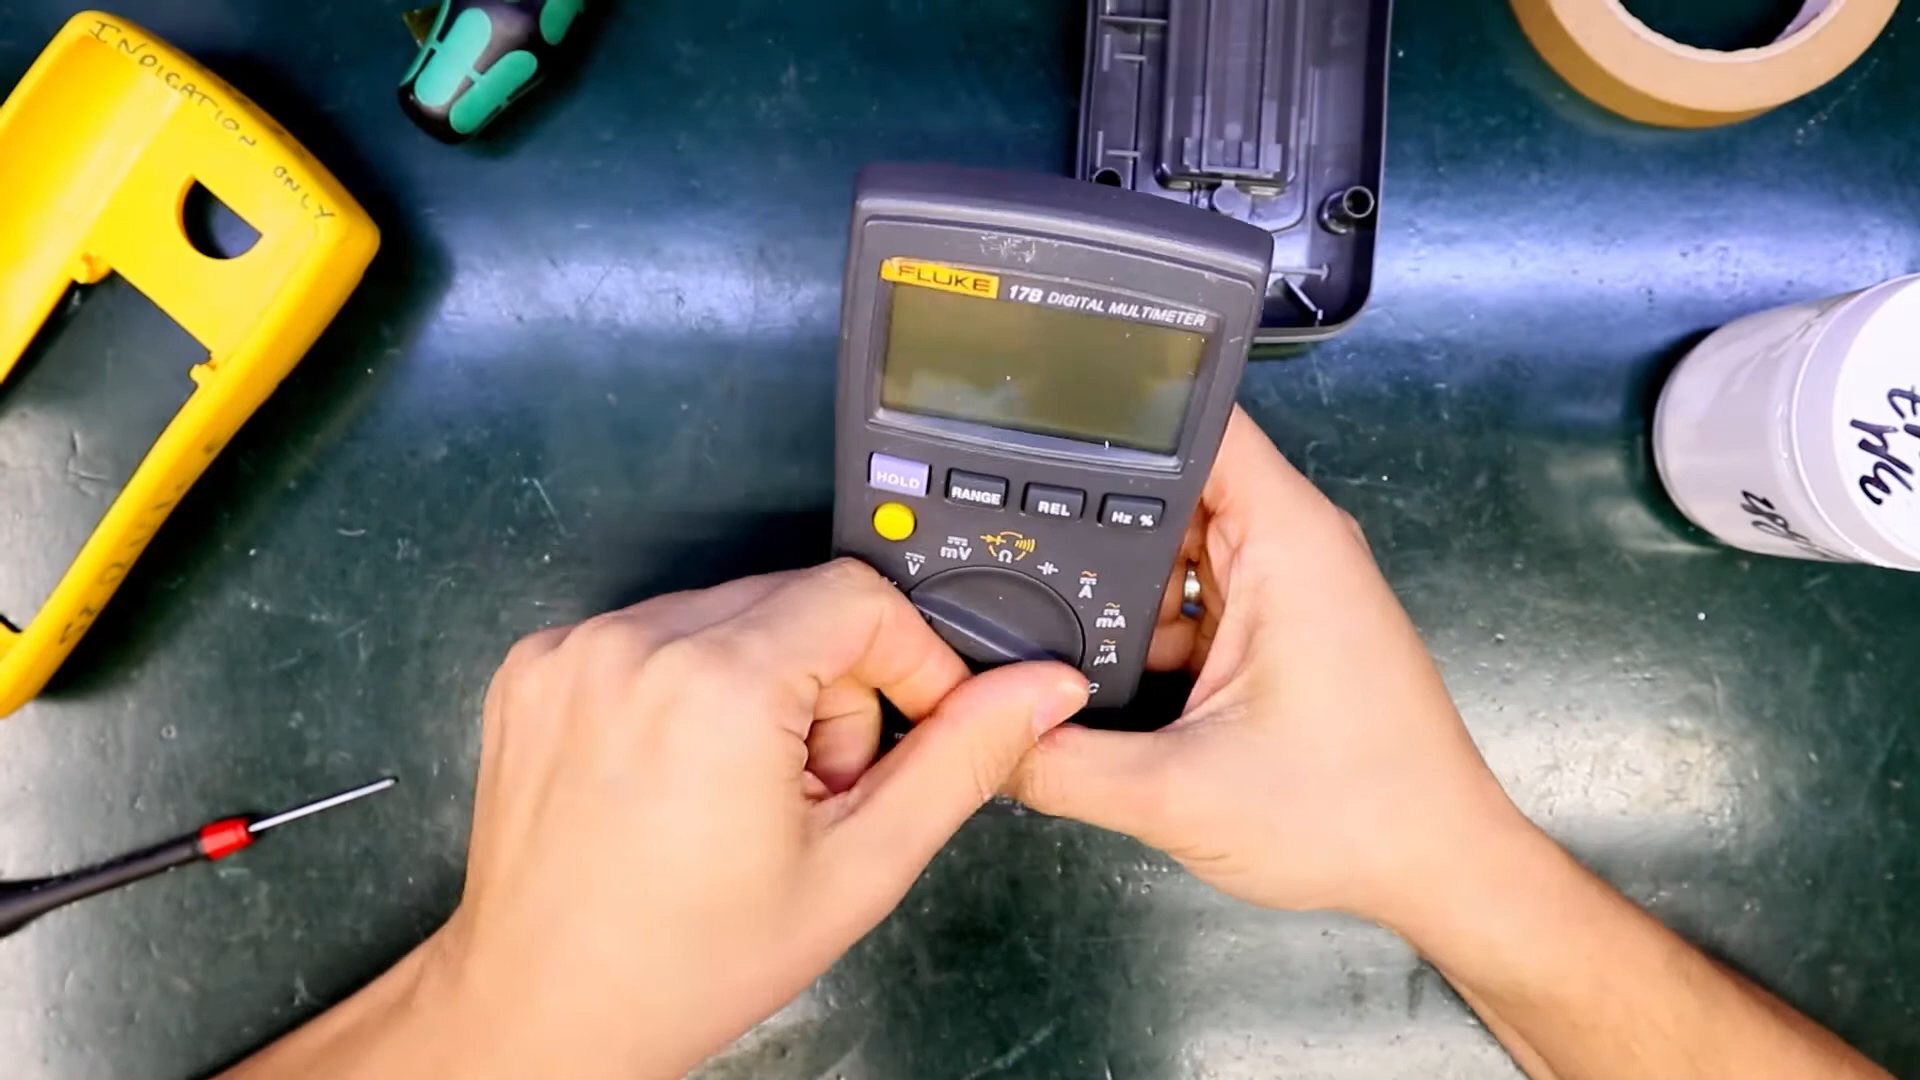 INDICATION ONLY
FLUKE 17B DIGITAL MULTIMETER
HOLD RANGE REL Hz %
V mV Ω A
mA
µA
C